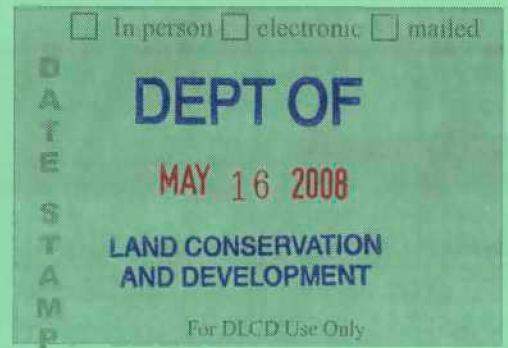 In person electronic mailed
DATE STAMP
DEPT OF
MAY 16 2008
LAND CONSERVATION
AND DEVELOPMENT
For DLCD Use Only